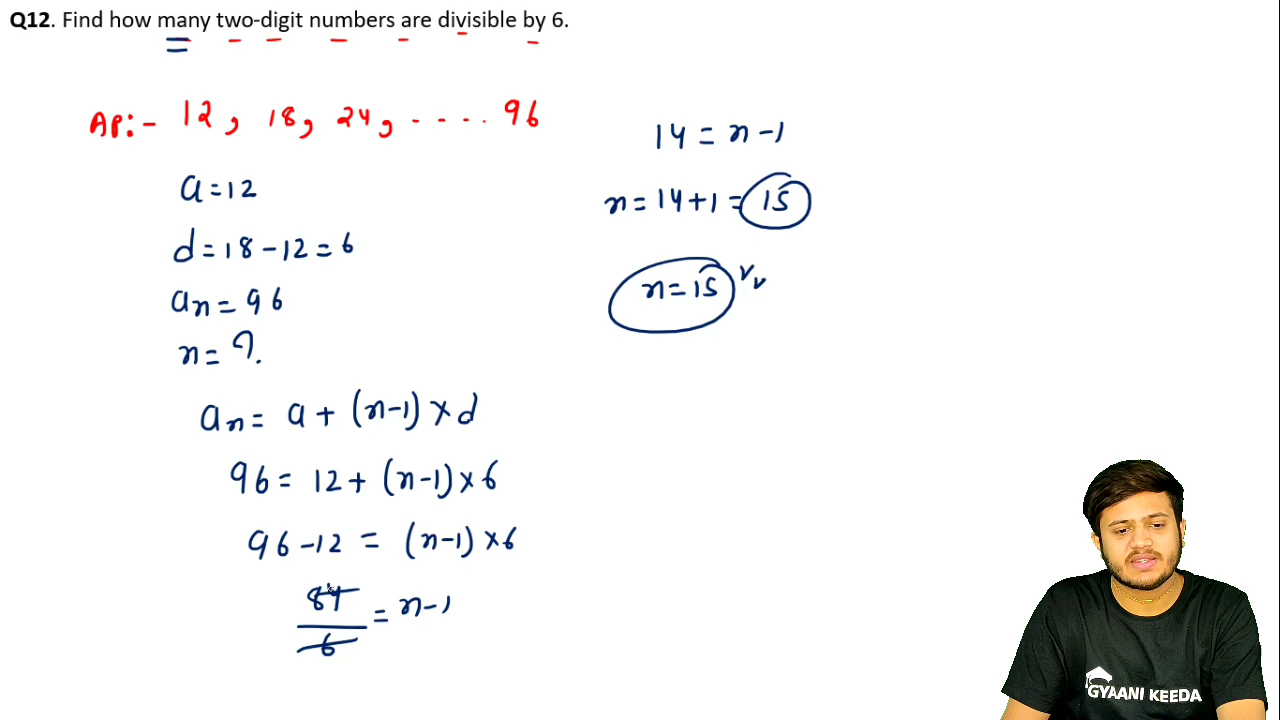 Q12. Find how many two-digit numbers are divisible by 6.
AP:- 12, 18, 24, .... 96
a=12
d=18-12=6
an=96
n=?.
an= a+(n-1)×d
96= 12+(n-1)×6
96-12 = (n-1)×6
84/6 = n-1
14=n-1
n=14+1=15
n=15
GYAANI KEEDA